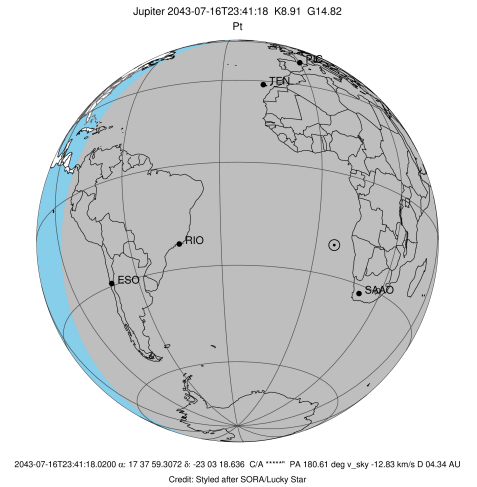 Jupiter 2043-07-16T23:41:18 K8.91 G14.82
Pt
PIC
TEN
RIO
ESO
SAAO
2043-07-16T23:41:18.0200 α: 17 37 59.3072 δ: -23 03 18.636 C/A *****" PA 180.61 deg v_sky -12.83 km/s D 04.34 AU
Credit: Styled after SORA/Lucky Star